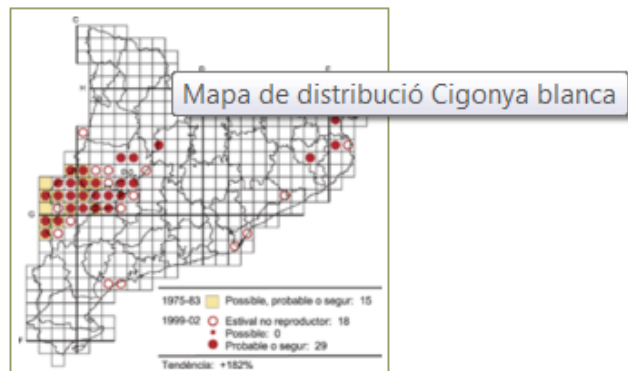 C
Mapa de distribució Cigonya blanca
H
G
F
1975-83 Possible, probable o segur: 15
1999-02 Estival no reproductor: 18
Possible: 0
Probable o segur: 29
Tendència: +182%